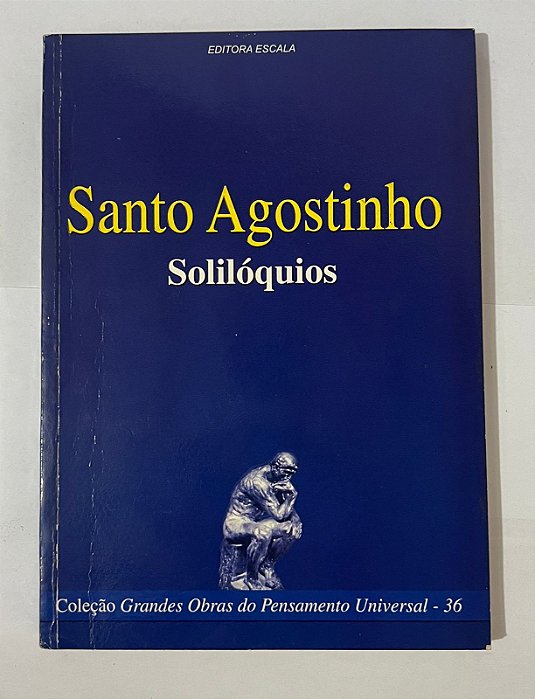 EDITORA ESCALA
Santo Agostinho
Solilóquios
Coleção Grandes Obras do Pensamento Universal - 36